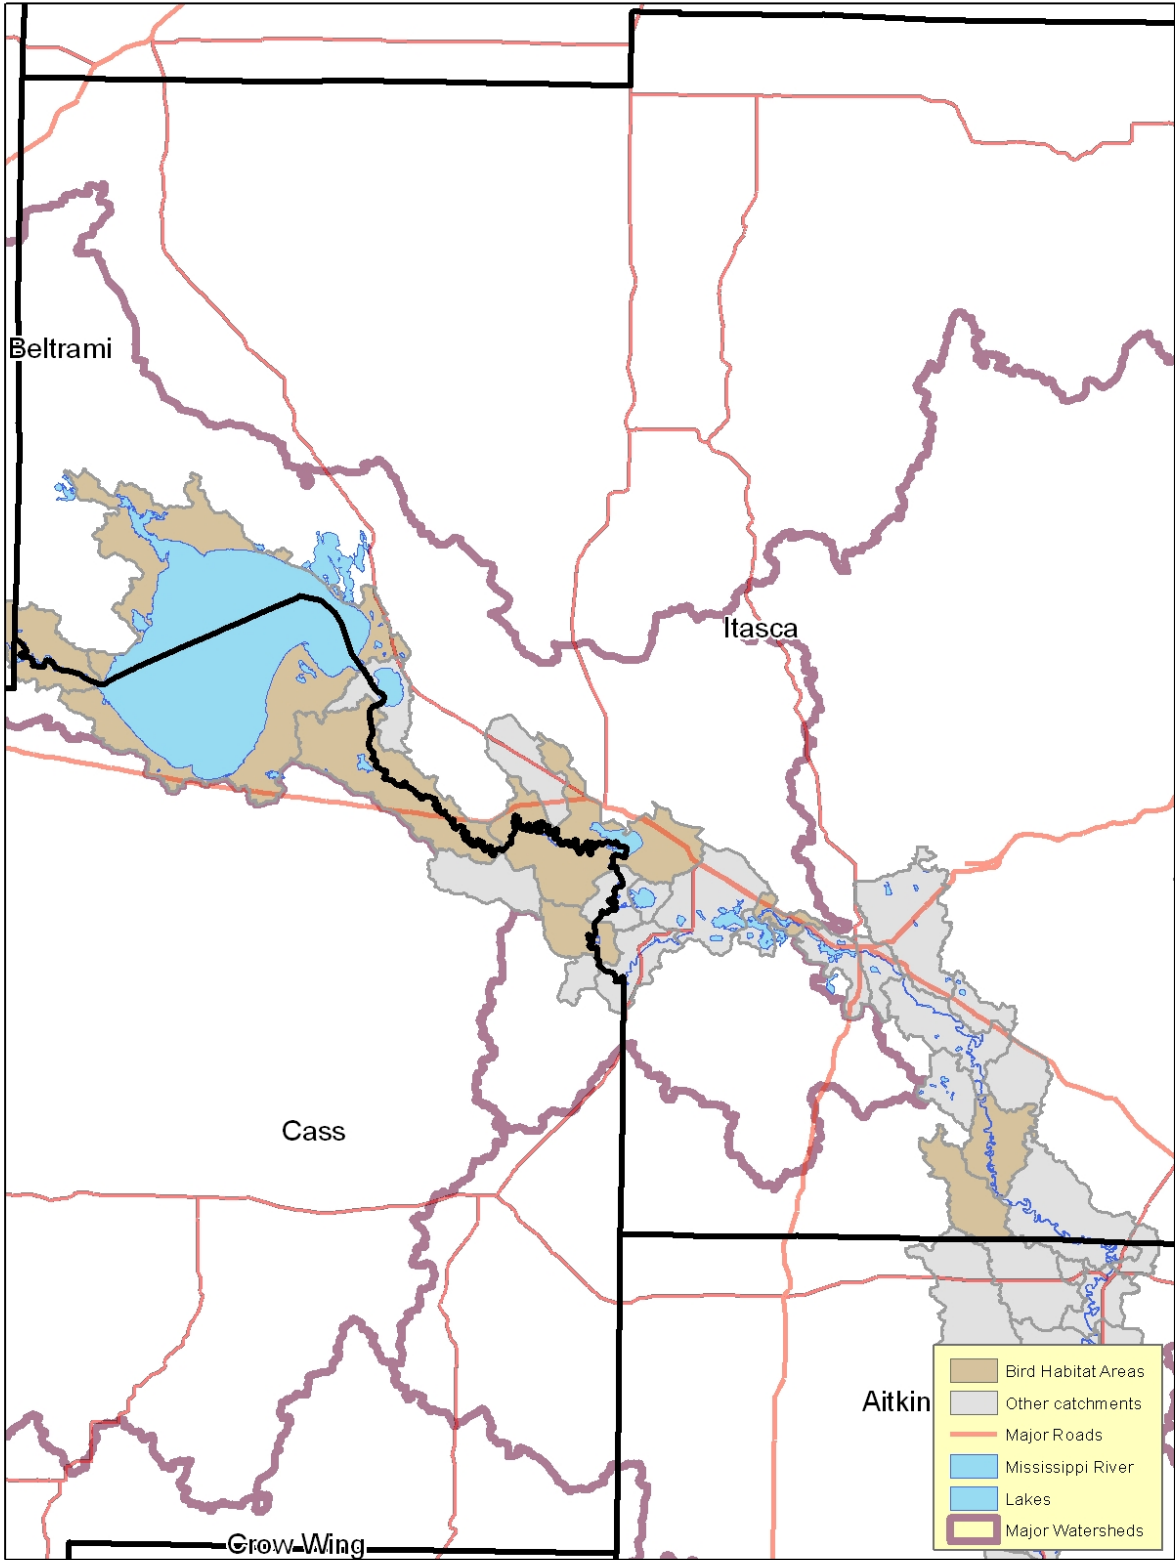 Beltrami
Itasca
Cass
Aitkin
Crow Wing
Bird Habitat Areas
Other catchments
Major Roads
Mississippi River
Lakes
Major Watersheds